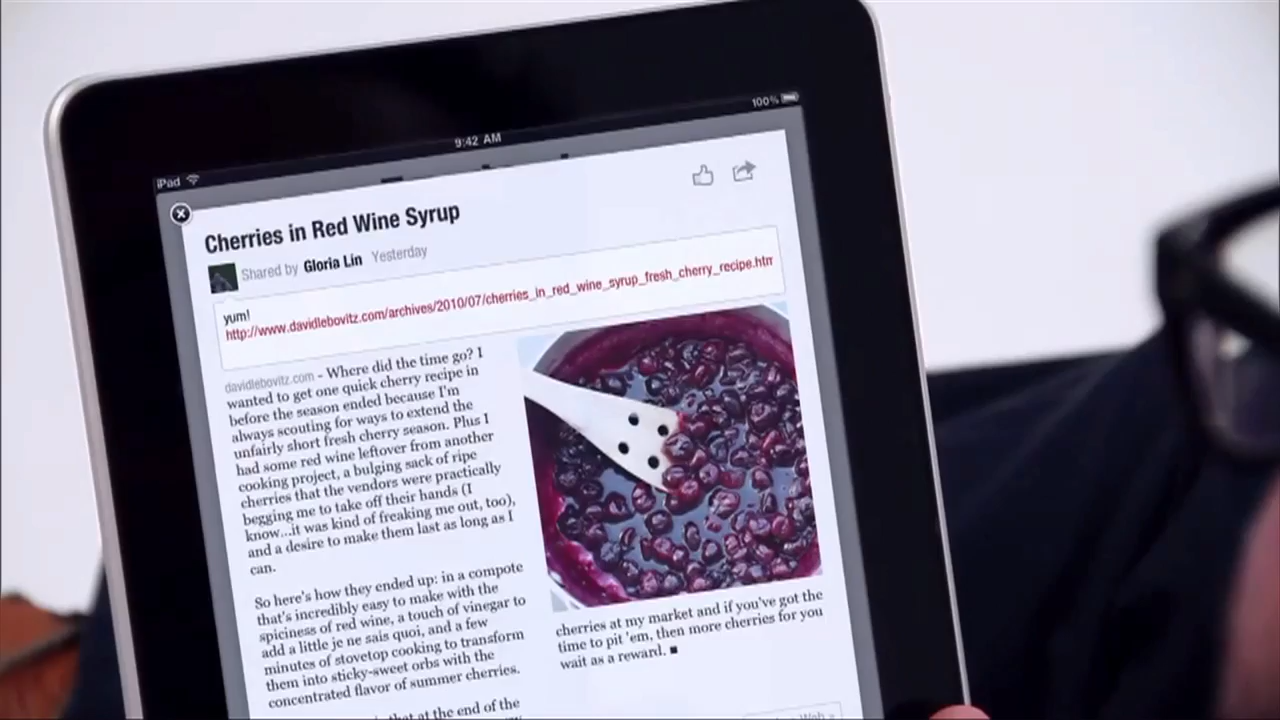 iPad
9:42 AM
100%
Cherries in Red Wine Syrup
Shared by Gloria Lin Yesterday
yum!
http://www.davidlebovitz.com/archives/2010/07/cherries_in_red_wine_syrup_fresh_cherry_recipe.htm
davidlebovitz.com - Where did the time go? I
wanted to get one quick cherry recipe in
before the season ended because I'm
always scouting for ways to extend the
unfairly short fresh cherry season. Plus I
had some red wine leftover from another
cooking project, a bulging sack of ripe
cherries that the vendors were practically
begging me to take off their hands (I
know...it was kind of freaking me out, too),
and a desire to make them last as long as I
can.
So here's how they ended up: in a compote
that's incredibly easy to make with the
spiciness of red wine, a touch of vinegar to
add a little je ne sais quoi, and a few
minutes of stovetop cooking to transform
them into sticky-sweet orbs with the
concentrated flavor of summer cherries.
that at the end of the
cherries at my market and if you've got the
time to pit 'em, then more cherries for you
wait as a reward. ■
Web »